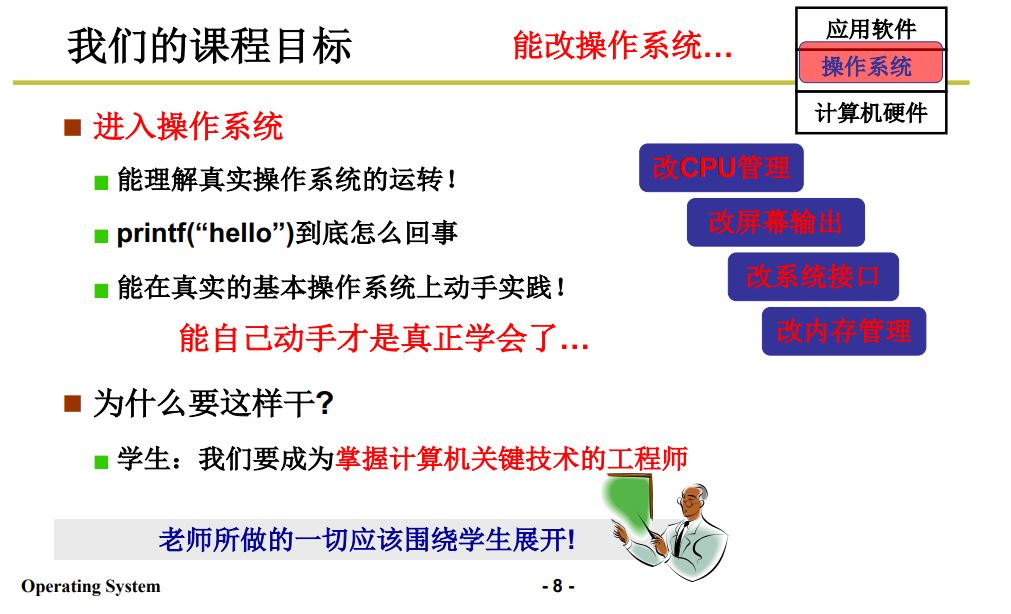 我们的课程目标
能改操作系统…
应用软件
操作系统
计算机硬件
进入操作系统
能理解真实操作系统的运转！
printf(“hello”)到底怎么回事
能在真实的基本操作系统上动手实践！
能自己动手才是真正学会了…
改CPU管理
改屏幕输出
改系统接口
改内存管理
为什么要这样干?
学生：我们要成为掌握计算机关键技术的工程师
老师所做的一切应该围绕学生展开!
Operating System
- 8 -